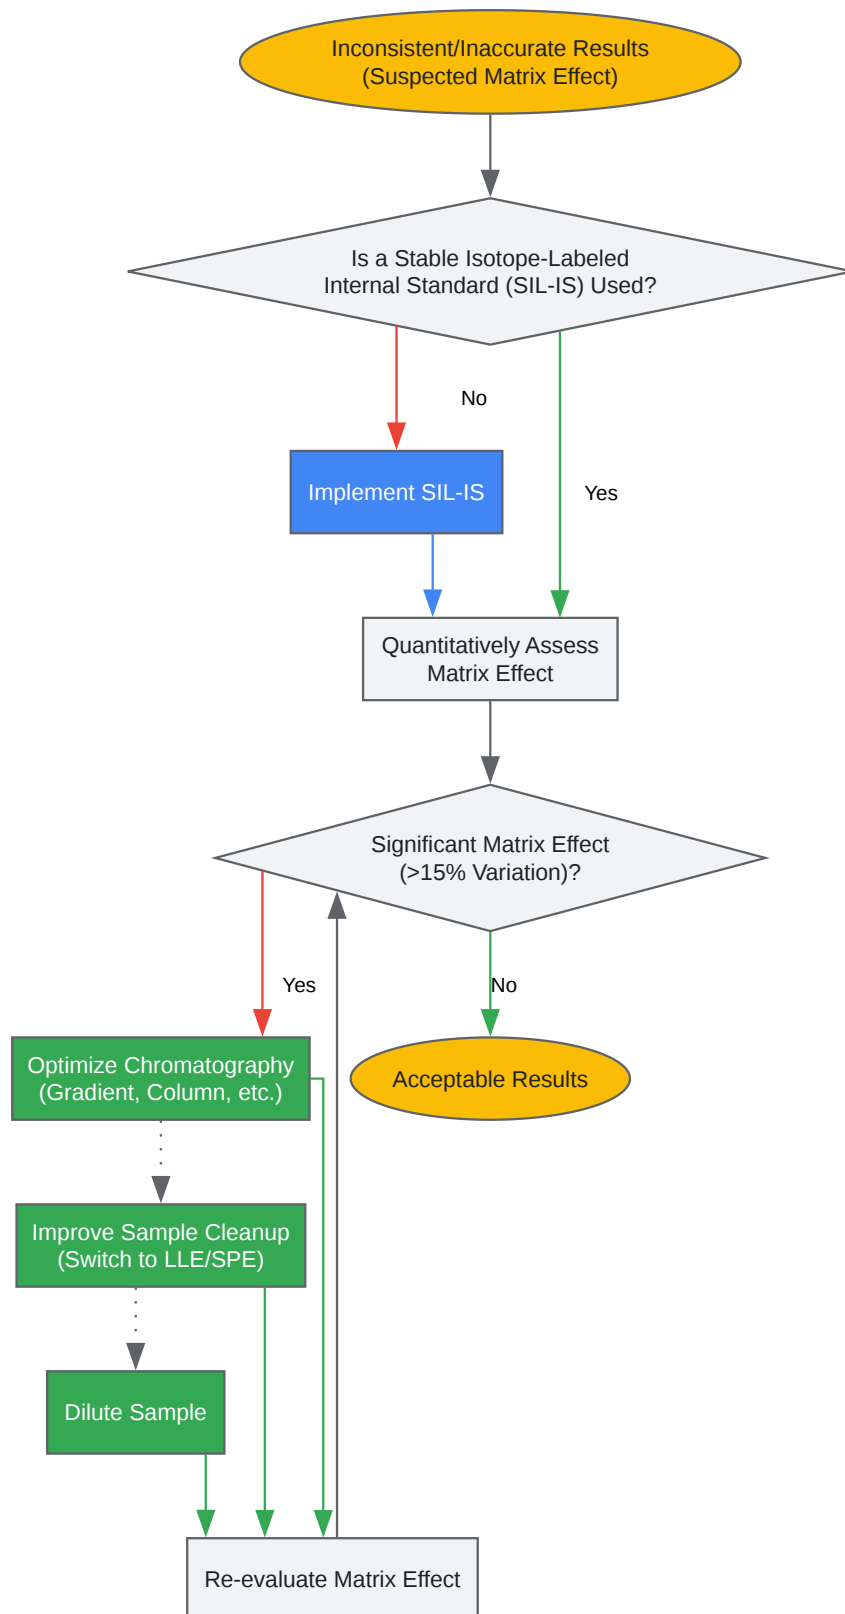 Inconsistent/Inaccurate Results
(Suspected Matrix Effect)
Is a Stable Isotope-Labeled
Internal Standard (SIL-IS) Used?
No
Implement SIL-IS
Yes
Quantitatively Assess
Matrix Effect
Significant Matrix Effect
(>15% Variation)?
Yes
No
Optimize Chromatography
(Gradient, Column, etc.)
Acceptable Results
Improve Sample Cleanup
(Switch to LLE/SPE)
Dilute Sample
Re-evaluate Matrix Effect